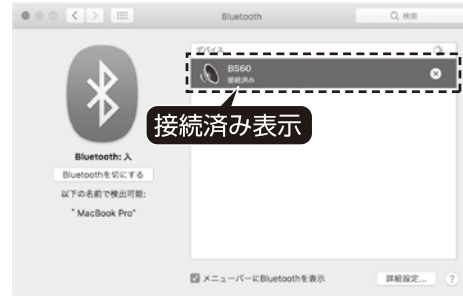 Bluetooth
検索
デバイス
BS60
接続済み
接続済み表示
Bluetooth: 入
Bluetoothを切にする
以下の名前で検出可能:
"MacBook Pro"
メニューバーにBluetoothを表示
詳細設定...
?